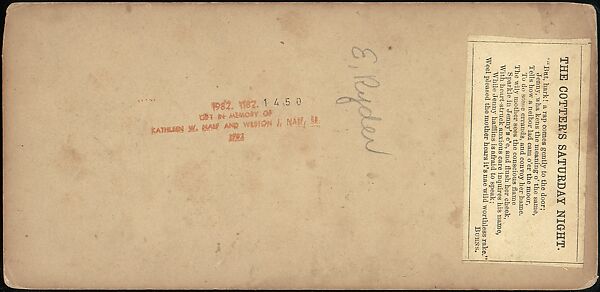 1982. 1182. 1450
GIFT IN MEMORY OF
KATHLEEN W. NAEF AND WESTON J. NAEF, SR.
1982
E. Ryder
THE COTTER'S SATURDAY NIGHT.
"But, hark! a rap comes gently to the door;
Jenny, wha kens the meaning o' the same,
Tells how a neibor lad cam o'er the moor,
To do some errands, and convoy her hame.
The wily mother sees the conscious flame
Sparkle in Jenny's e'e, and flush her cheek,
With heart-struck anxious care inquires his name,
While Jenny hafflins is afraid to speak;
Weel pleased the mother hears it's nae wild worthless rake."
BURNS.